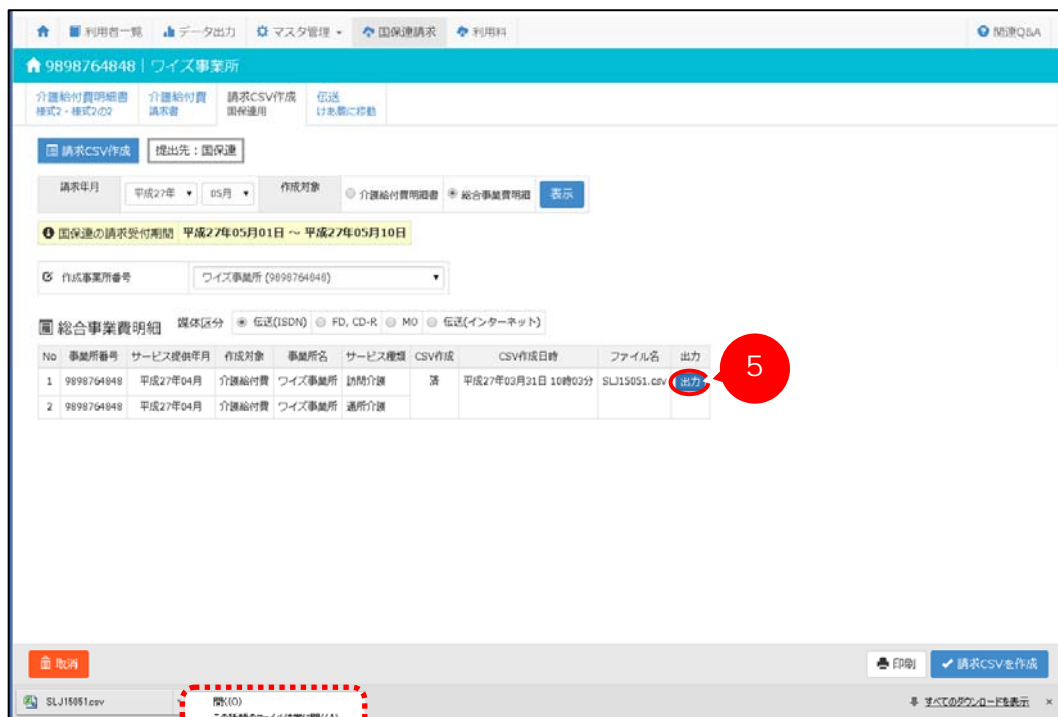 利用者一覧 データ出力 マスタ管理 国保連請求 利用料 関連Q&A
9898764848 | ワイズ事業所
介護給付費明細書 介護給付費 請求CSV作成 伝送
様式2・様式2の2 請求書 国保連用 けあ蔵に移動
請求CSV作成 提出先：国保連
請求年月 平成27年 05月 作成対象 介護給付費明細書 総合事業費明細 表示
国保連の請求受付期間 平成27年05月01日 ～ 平成27年05月10日
作成事業所番号 ワイズ事業所 (9898764848)
総合事業費明細 媒体区分 伝送(ISDN) FD, CD-R MO 伝送(インターネット)
No 事業所番号 サービス提供年月 作成対象 事業所名 サービス種類 CSV作成 CSV作成日時 ファイル名 出力
1 9898764848 平成27年04月 介護給付費 ワイズ事業所 訪問介護 済 平成27年03月31日 10時03分 SLJ15051.csv 出力
5
2 9898764848 平成27年04月 介護給付費 ワイズ事業所 通所介護
取消 印刷 請求CSVを作成
SLJ15051.csv 開く(O) すべてのダウンロードを表示 ×